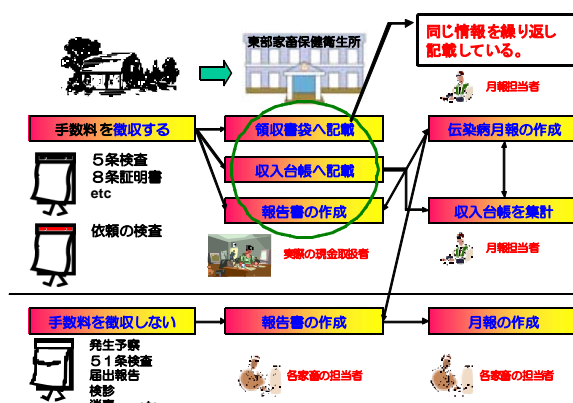 東部家畜保健衛生所
同じ情報を繰り返し
記載している。
月報担当者
手数料を徴収する
領収書袋へ記載
伝染病月報の作成
５条検査
８条証明書
etc
収入台帳へ記載
報告書の作成
収入台帳を集計
依頼の検査
実際の現金取扱者
月報担当者
手数料を徴収しない
報告書の作成
月報の作成
発生予察
５１条検査
届出報告
検診
各家畜の担当者
各家畜の担当者